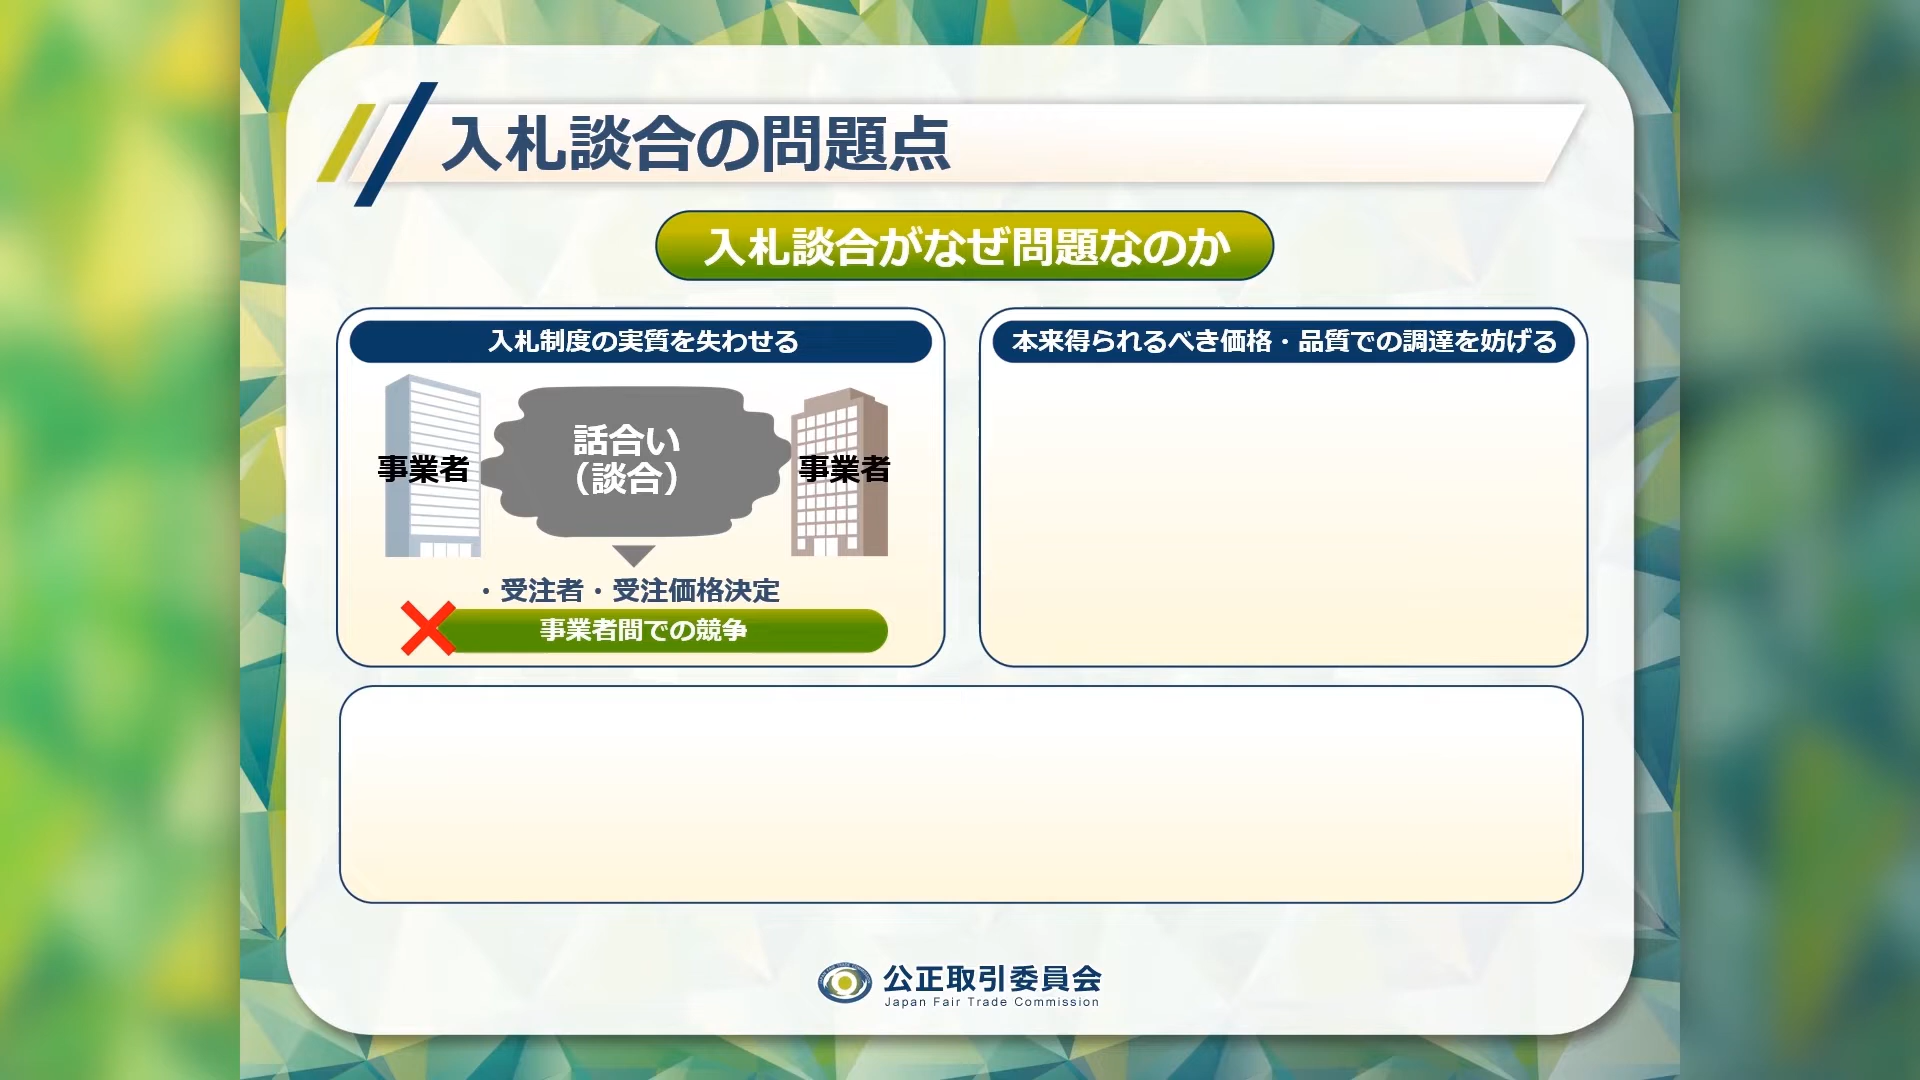 入札談合の問題点
入札談合がなぜ問題なのか
入札制度の実質を失わせる
事業者
話合い
（談合）
事業者
・受注者・受注価格決定
事業者間での競争
本来得られるべき価格・品質での調達を妨げる
公正取引委員会
Japan Fair Trade Commission